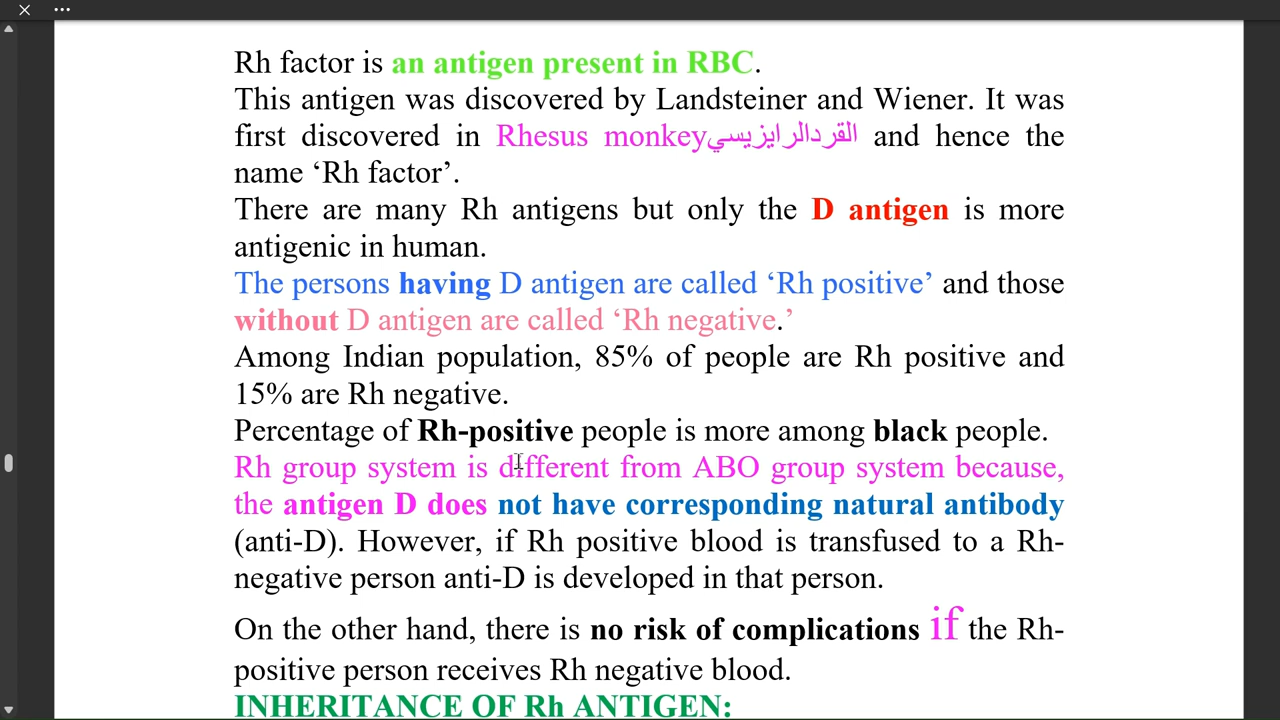 Rh factor is an antigen present in RBC.
This antigen was discovered by Landsteiner and Wiener. It was
first discovered in Rhesus monkeyالقردالرايزيسي and hence the
name ‘Rh factor’.
There are many Rh antigens but only the D antigen is more
antigenic in human.
The persons having D antigen are called ‘Rh positive’ and those
without D antigen are called ‘Rh negative.’
Among Indian population, 85% of people are Rh positive and
15% are Rh negative.
Percentage of Rh-positive people is more among black people.
Rh group system is different from ABO group system because,
the antigen D does not have corresponding natural antibody
(anti-D). However, if Rh positive blood is transfused to a Rh-
negative person anti-D is developed in that person.
On the other hand, there is no risk of complications if the Rh-
positive person receives Rh negative blood.
INHERITANCE OF Rh ANTIGEN: